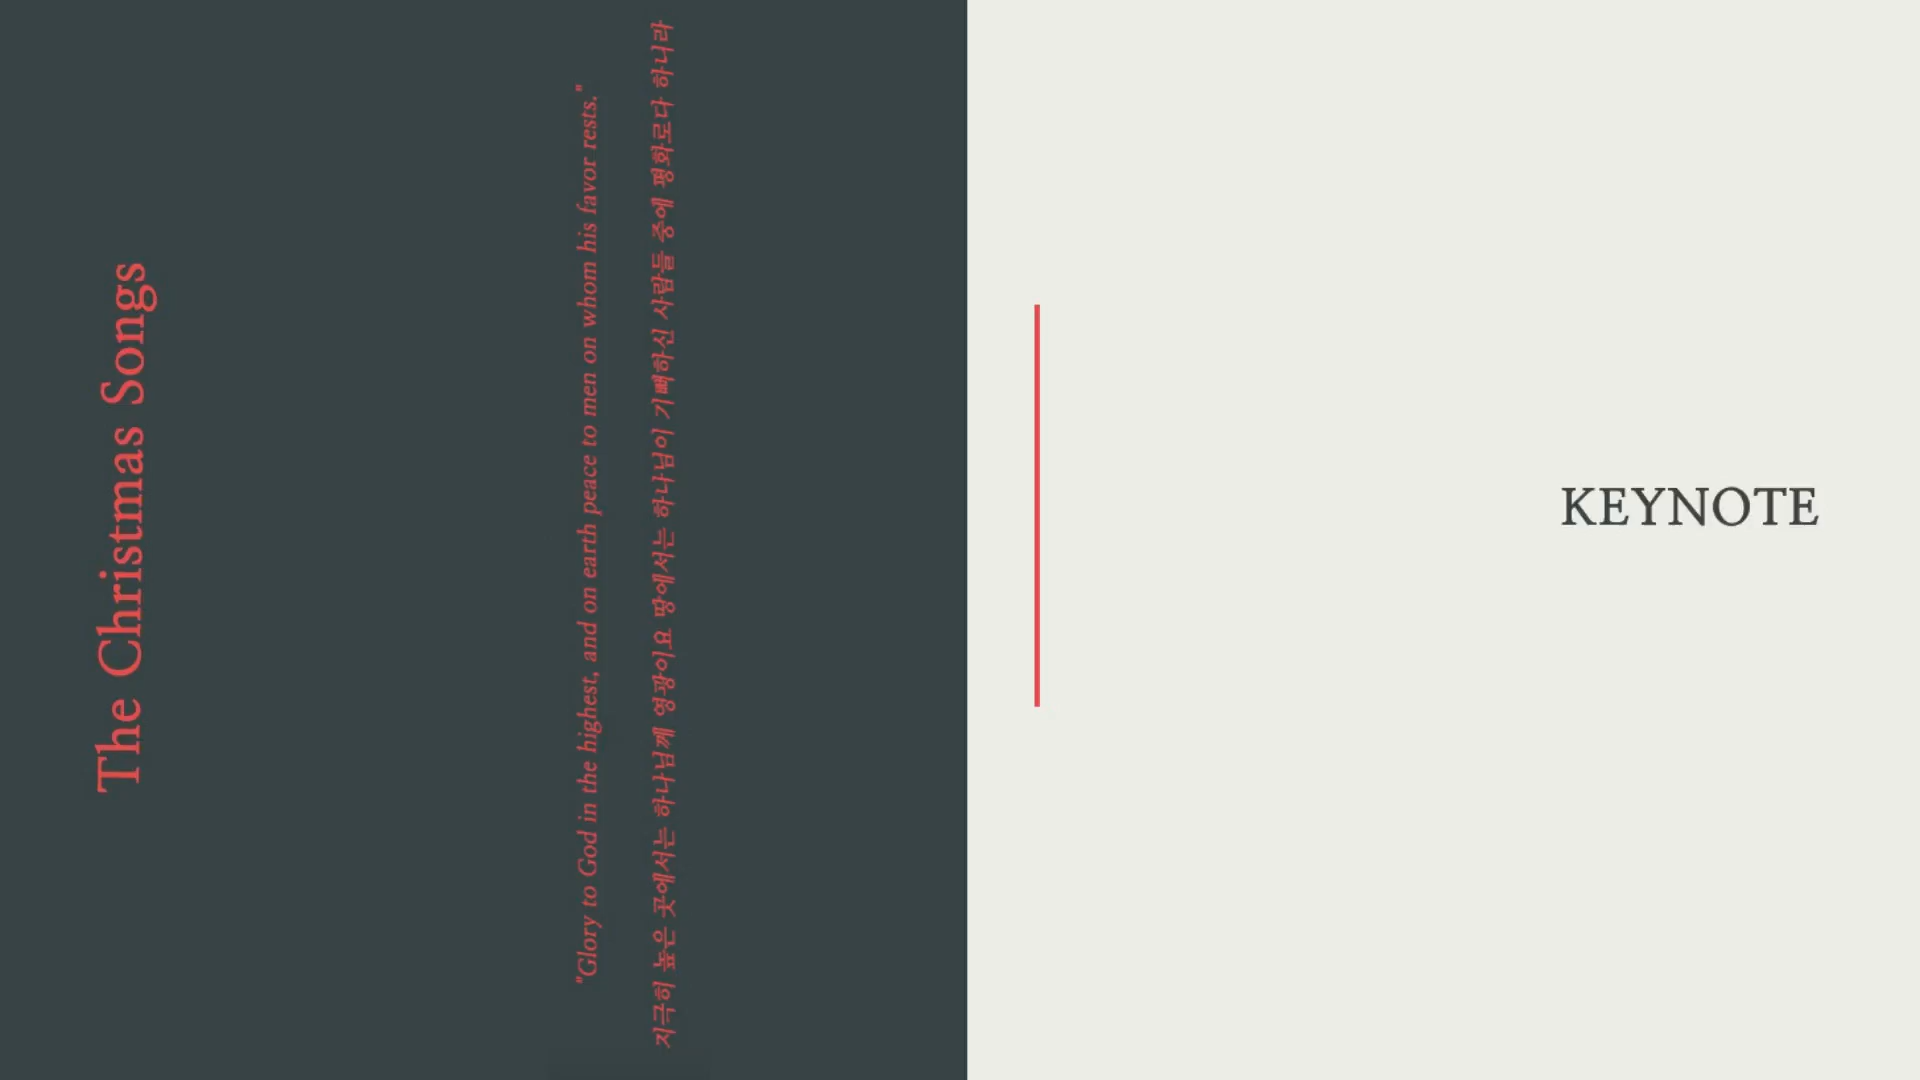 The Christmas Songs
"Glory to God in the highest, and on earth peace to men on whom his favor rests."
지극히 높은 곳에서는 하나님께 영광이요 땅에서는 하나님이 기뻐하신 사람들 중에 평화로다 하니라
KEYNOTE